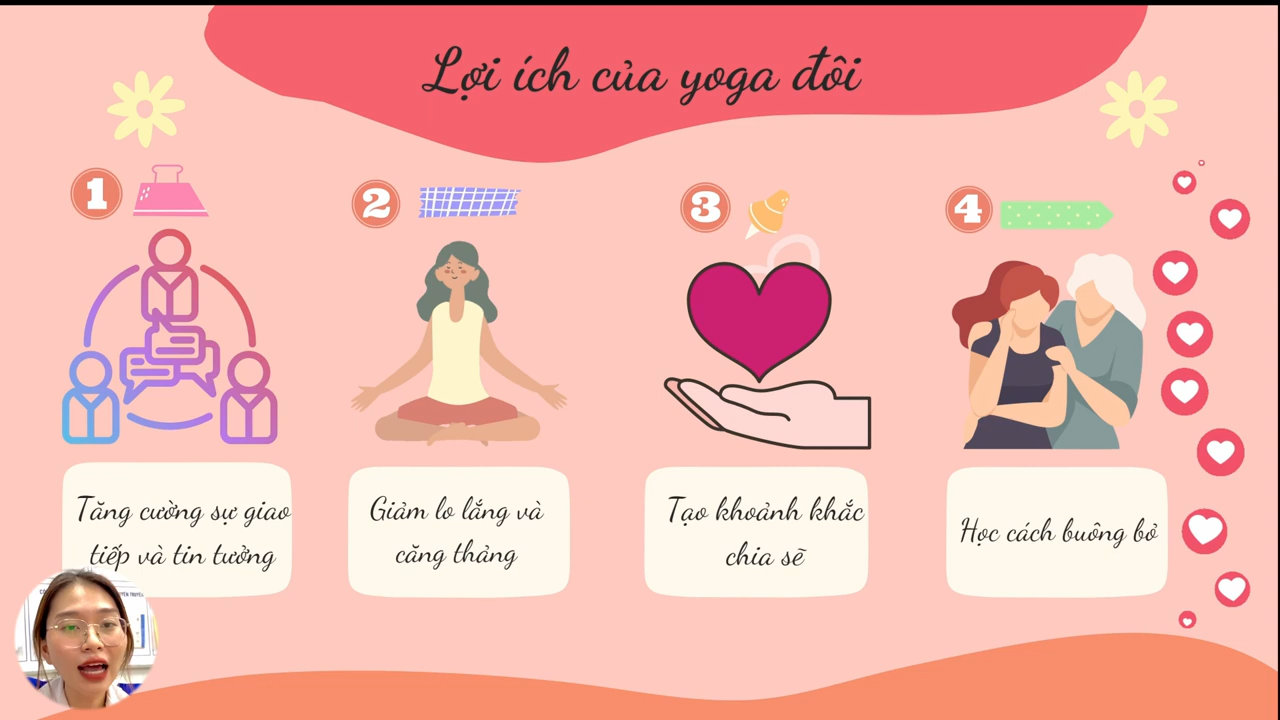 Lợi ích của yoga đôi
1
2
3
4
Tăng cường sự giao
tiếp và tin tưởng
Giảm lo lắng và
căng thẳng
Tạo khoảnh khắc
chia sẽ
Học cách buông bỏ